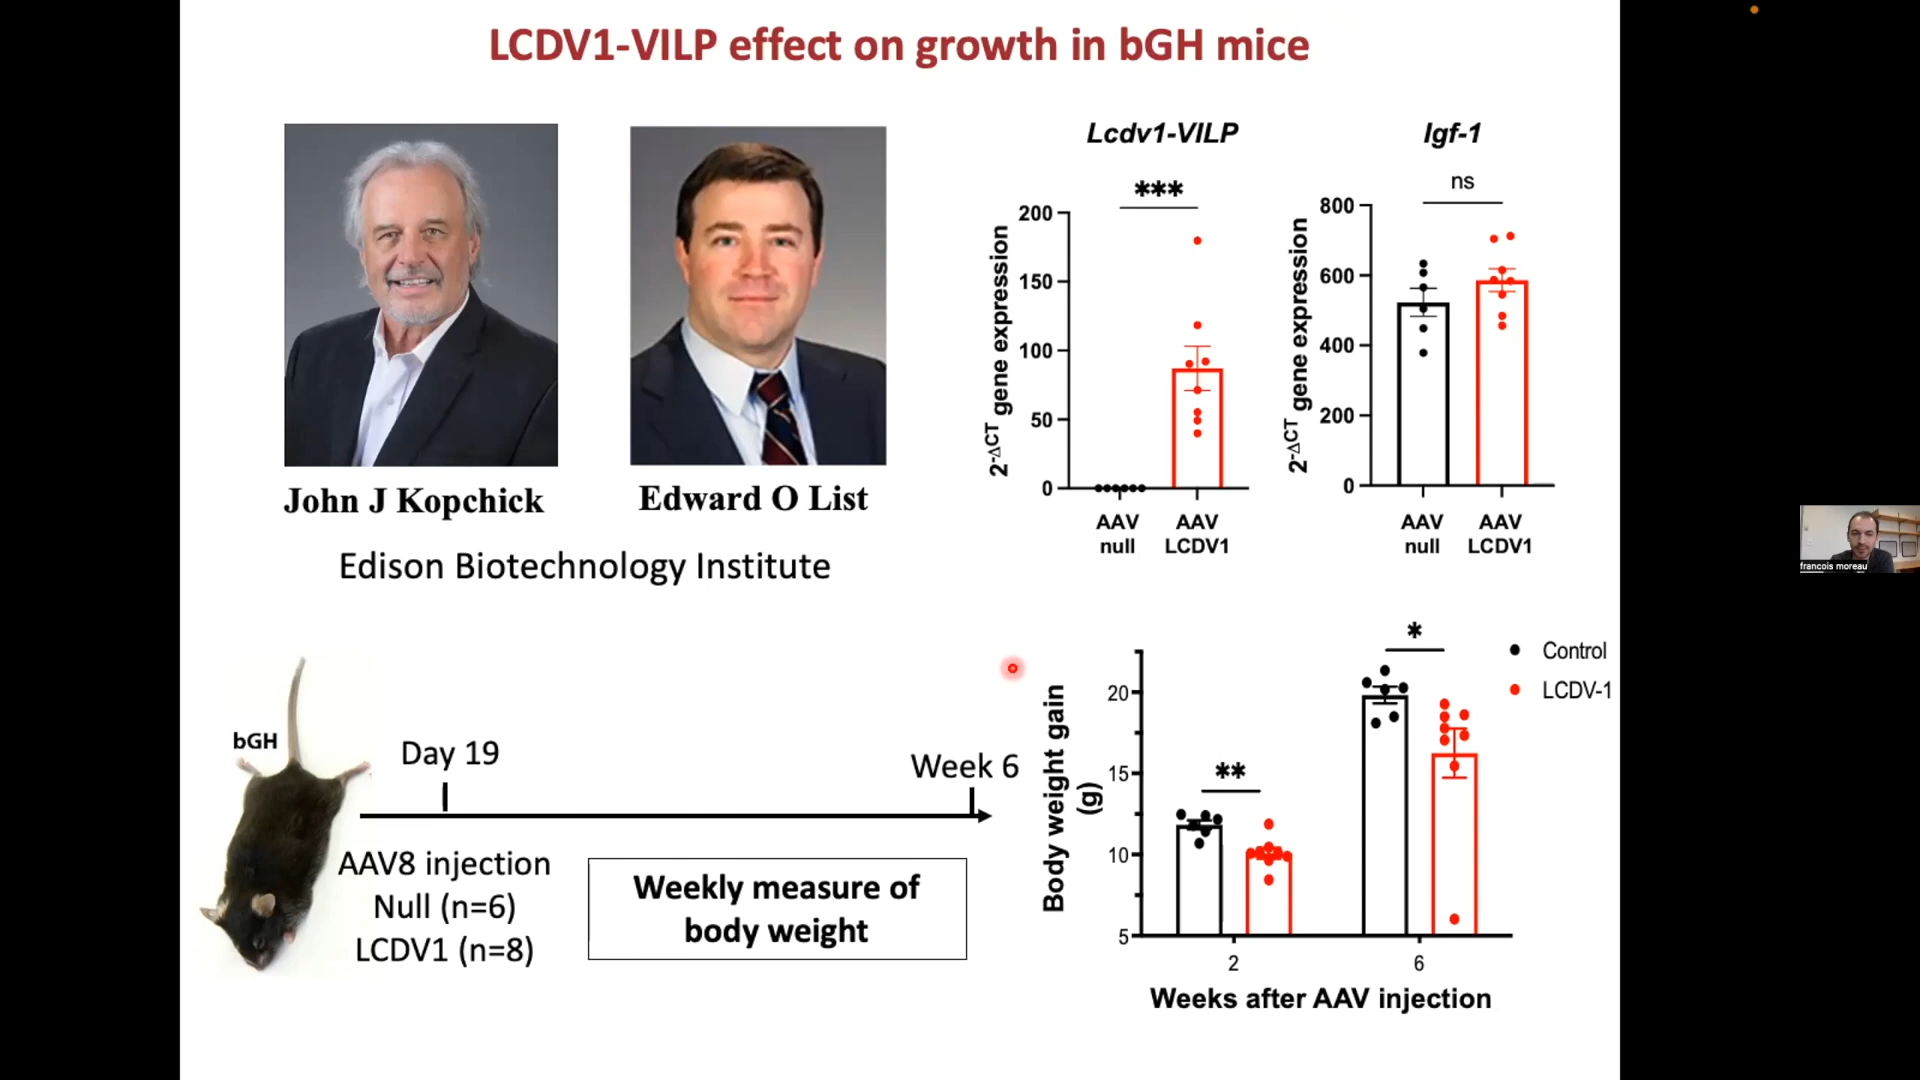 LCDV1-VILP effect on growth in bGH mice
John J Kopchick
Edward O List
Edison Biotechnology Institute
Lcdv1-VILP
***
2-ΔCT gene expression
200
150
100
50
0
AAV null
AAV LCDV1
Igf-1
ns
2-ΔCT gene expression
800
600
400
200
0
AAV null
AAV LCDV1
francois moreau
bGH
Day 19
Week 6
AAV8 injection
Null (n=6)
LCDV1 (n=8)
Weekly measure of
body weight
Body weight gain
(g)
20
15
10
5
**
*
Control
LCDV-1
2
6
Weeks after AAV injection